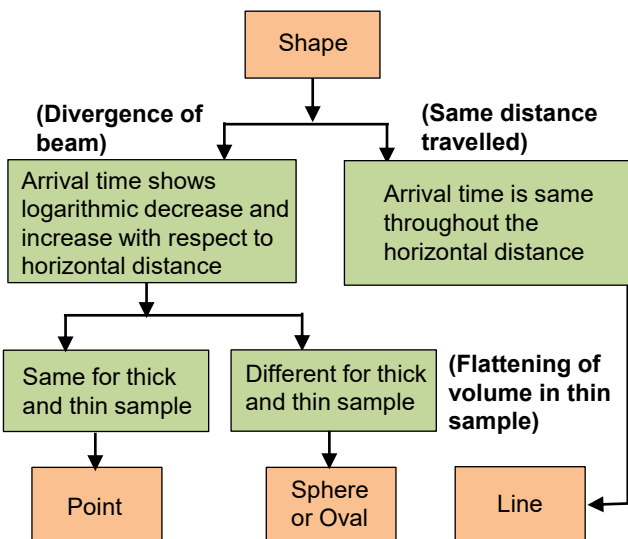 Shape
(Divergence of
beam)
(Same distance
travelled)
Arrival time shows
logarithmic decrease and
increase with respect to
horizontal distance
Arrival time is same
throughout the
horizontal distance
Same for thick
and thin sample
Different for thick
and thin sample
(Flattening of
volume in thin
sample)
Point
Sphere
or Oval
Line